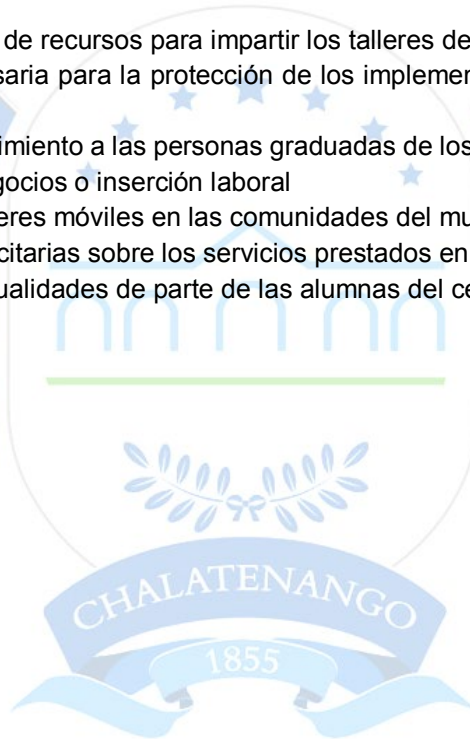 de recursos para impartir los talleres de
saria para la protección de los implemen
imiento a las personas graduadas de los
gocios o inserción laboral
eres móviles en las comunidades del mu
citarias sobre los servicios prestados en
ualidades de parte de las alumnas del ce
CHALATENANGO
1855